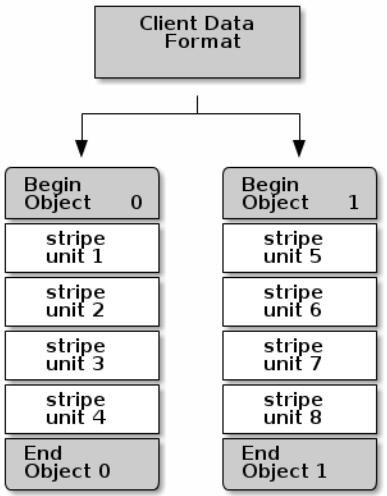 Client Data
Format
Begin
Object 0
stripe
unit 1
stripe
unit 2
stripe
unit 3
stripe
unit 4
End
Object 0
Begin
Object 1
stripe
unit 5
stripe
unit 6
stripe
unit 7
stripe
unit 8
End
Object 1